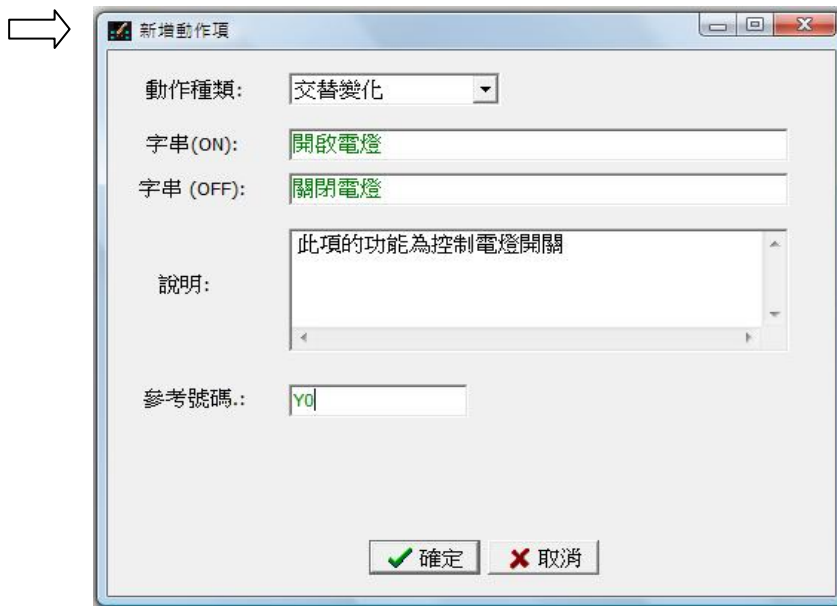 新增動作項
動作種類: 交替變化
字串(ON): 開啟電燈
字串 (OFF): 關閉電燈
說明: 此項的功能為控制電燈開關
參考號碼.: Y0
確定 取消